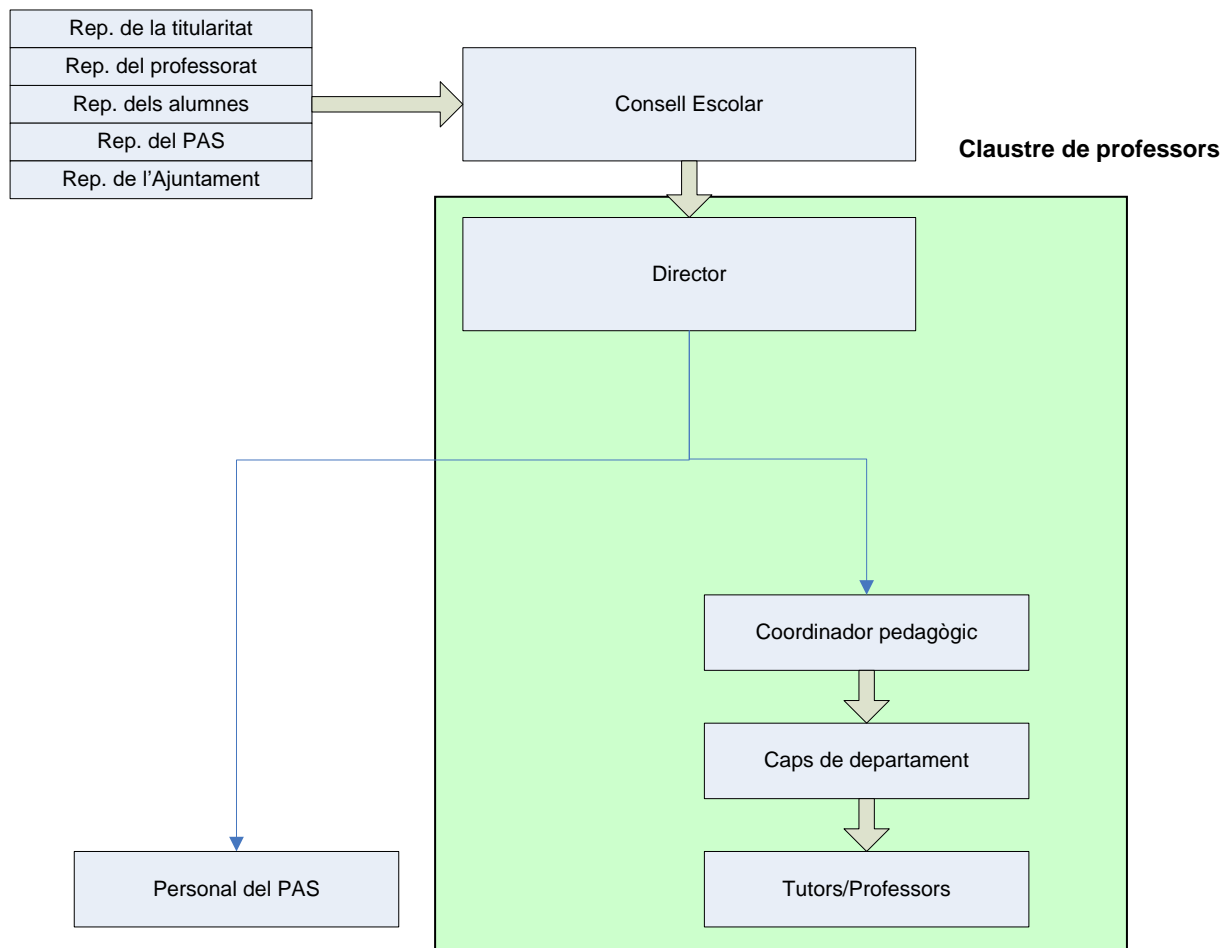 Rep. de la titularitat
Rep. del professorat
Rep. dels alumnes
Rep. del PAS
Rep. de l'Ajuntament
Consell Escolar
Claustre de professors
Director
Coordinador pedagògic
Caps de departament
Personal del PAS
Tutors/Professors